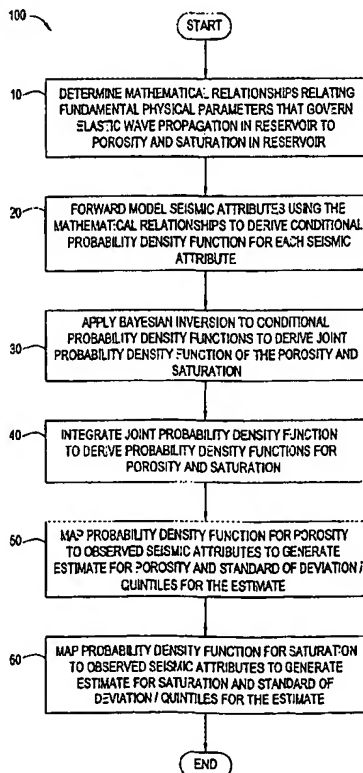 100
START
10
DETERMINE MATHEMATICAL RELATIONSHIPS RELATING
FUNDAMENTAL PHYSICAL PARAMETERS THAT GOVERN
ELASTIC WAVE PROPAGATION IN RESERVOIR TO
POROSITY AND SATURATION IN RESERVOIR
20
FORWARD MODEL SEISMIC ATTRIBUTES USING THE
MATHEMATICAL RELATIONSHIPS TO DERIVE CONDITIONAL
PROBABILITY DENSITY FUNCTION FOR EACH SEISMIC
ATTRIBUTE
30
APPLY BAYESIAN INVERSION TO CONDITIONAL
PROBABILITY DENSITY FUNCTIONS TO DERIVE JOINT
PROBABILITY DENSITY FUNCTION OF THE POROSITY AND
SATURATION
40
INTEGRATE JOINT PROBABILITY DENSITY FUNCTION
TO DERIVE PROBABILITY DENSITY FUNCTIONS FOR
POROSITY AND SATURATION
50
MAP PROBABILITY DENSITY FUNCTION FOR POROSITY
TO OBSERVED SEISMIC ATTRIBUTES TO GENERATE
ESTIMATE FOR POROSITY AND STANDARD OF DEVIATION /
QUINTILES FOR THE ESTIMATE
60
MAP PROBABILITY DENSITY FUNCTION FOR SATURATION
TO OBSERVED SEISMIC ATTRIBUTES TO GENERATE
ESTIMATE FOR SATURATION AND STANDARD OF
DEVIATION / QUINTILES FOR THE ESTIMATE
END